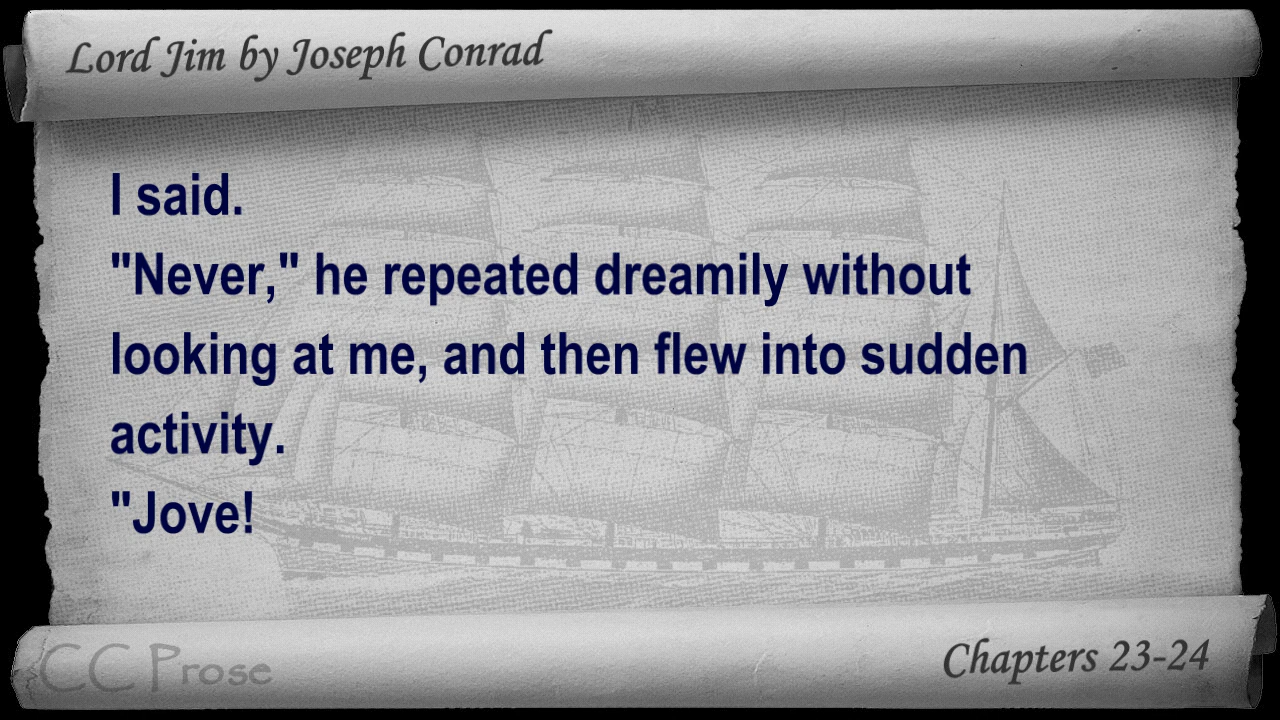 Lord Jim by Joseph Conrad
I said.
"Never," he repeated dreamily without
looking at me, and then flew into sudden
activity.
"Jove!
CC Prose
Chapters 23-24